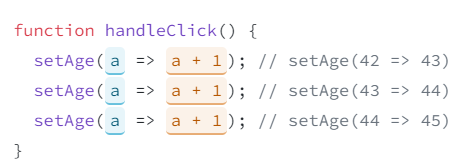 function handleClick() {
  setAge(a => a + 1); // setAge(42 => 43)
  setAge(a => a + 1); // setAge(43 => 44)
  setAge(a => a + 1); // setAge(44 => 45)
}